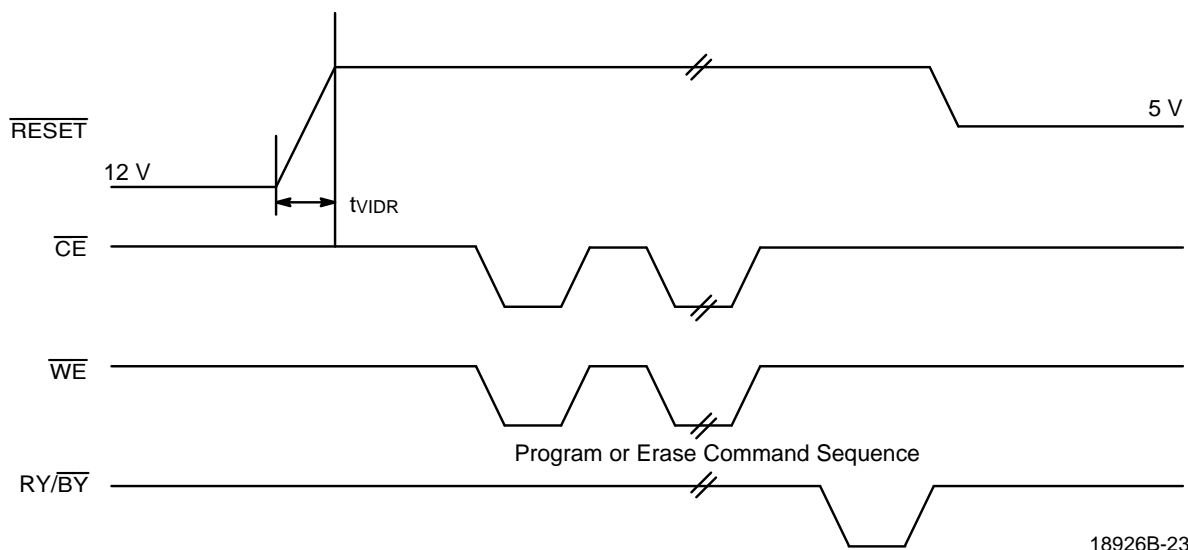 RESET
5 V
12 V
tVIDR
CE
WE
Program or Erase Command Sequence
RY/BY
18926B-23